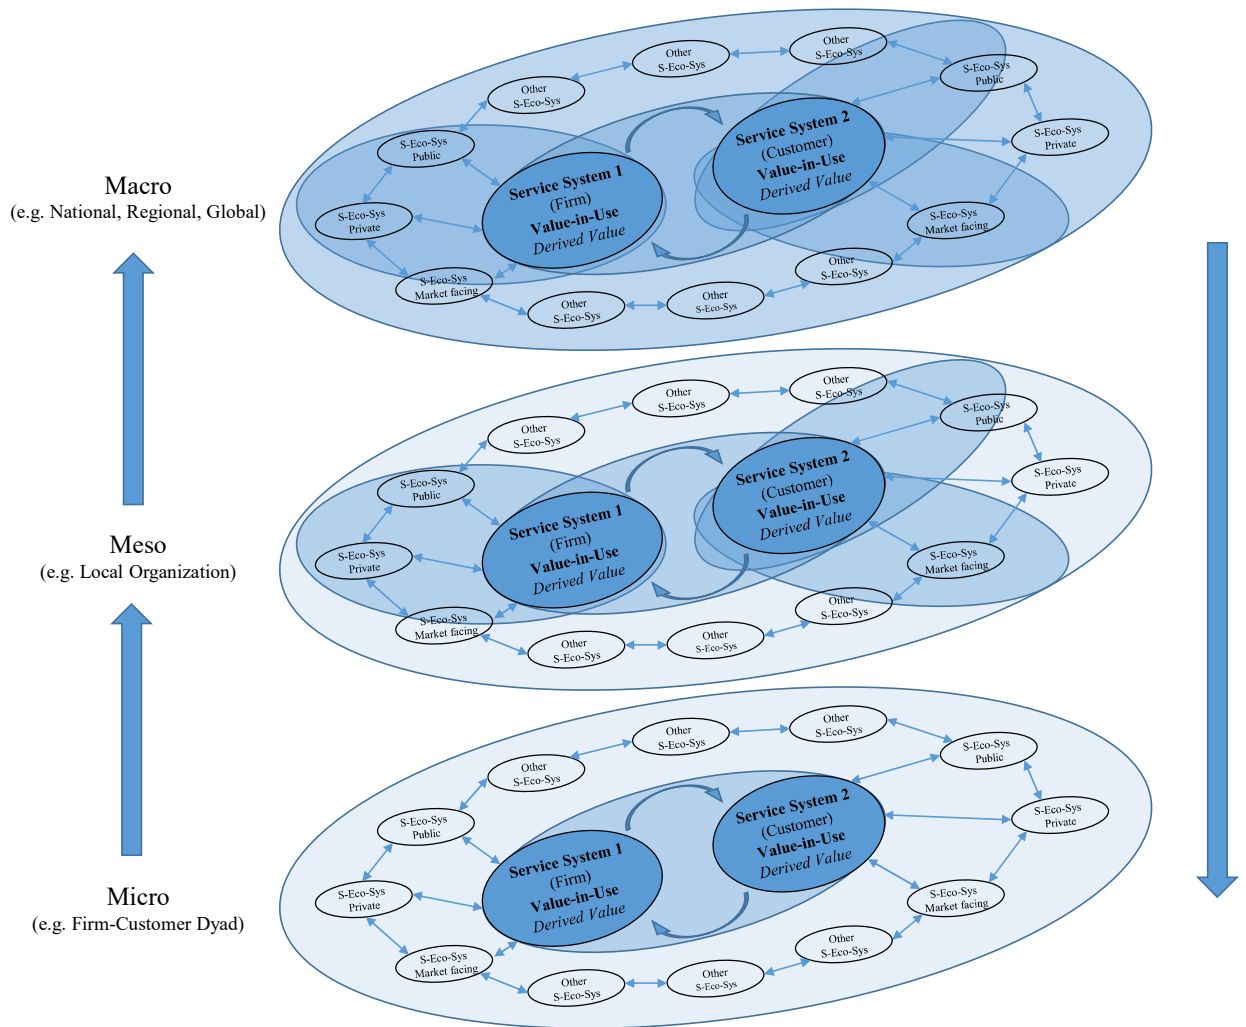 Macro
(e.g. National, Regional, Global)
Other
S-Eco-Sys
Other
S-Eco-Sys
Other
S-Eco-Sys
S-Eco-Sys
Public
S-Eco-Sys
Private
S-Eco-Sys
Market facing
S-Eco-Sys
Public
S-Eco-Sys
Private
S-Eco-Sys
Market facing
Other
S-Eco-Sys
Other
S-Eco-Sys
Other
S-Eco-Sys
Service System 1
(Firm)
Value-in-Use
Derived Value
Service System 2
(Customer)
Value-in-Use
Derived Value
Meso
(e.g. Local Organization)
Other
S-Eco-Sys
Other
S-Eco-Sys
Other
S-Eco-Sys
S-Eco-Sys
Public
S-Eco-Sys
Private
S-Eco-Sys
Market facing
S-Eco-Sys
Public
S-Eco-Sys
Private
S-Eco-Sys
Market facing
Other
S-Eco-Sys
Other
S-Eco-Sys
Other
S-Eco-Sys
Service System 1
(Firm)
Value-in-Use
Derived Value
Service System 2
(Customer)
Value-in-Use
Derived Value
Micro
(e.g. Firm-Customer Dyad)
Other
S-Eco-Sys
Other
S-Eco-Sys
Other
S-Eco-Sys
S-Eco-Sys
Public
S-Eco-Sys
Private
S-Eco-Sys
Market facing
S-Eco-Sys
Public
S-Eco-Sys
Private
S-Eco-Sys
Market facing
Other
S-Eco-Sys
Other
S-Eco-Sys
Other
S-Eco-Sys
Service System 1
(Firm)
Value-in-Use
Derived Value
Service System 2
(Customer)
Value-in-Use
Derived Value